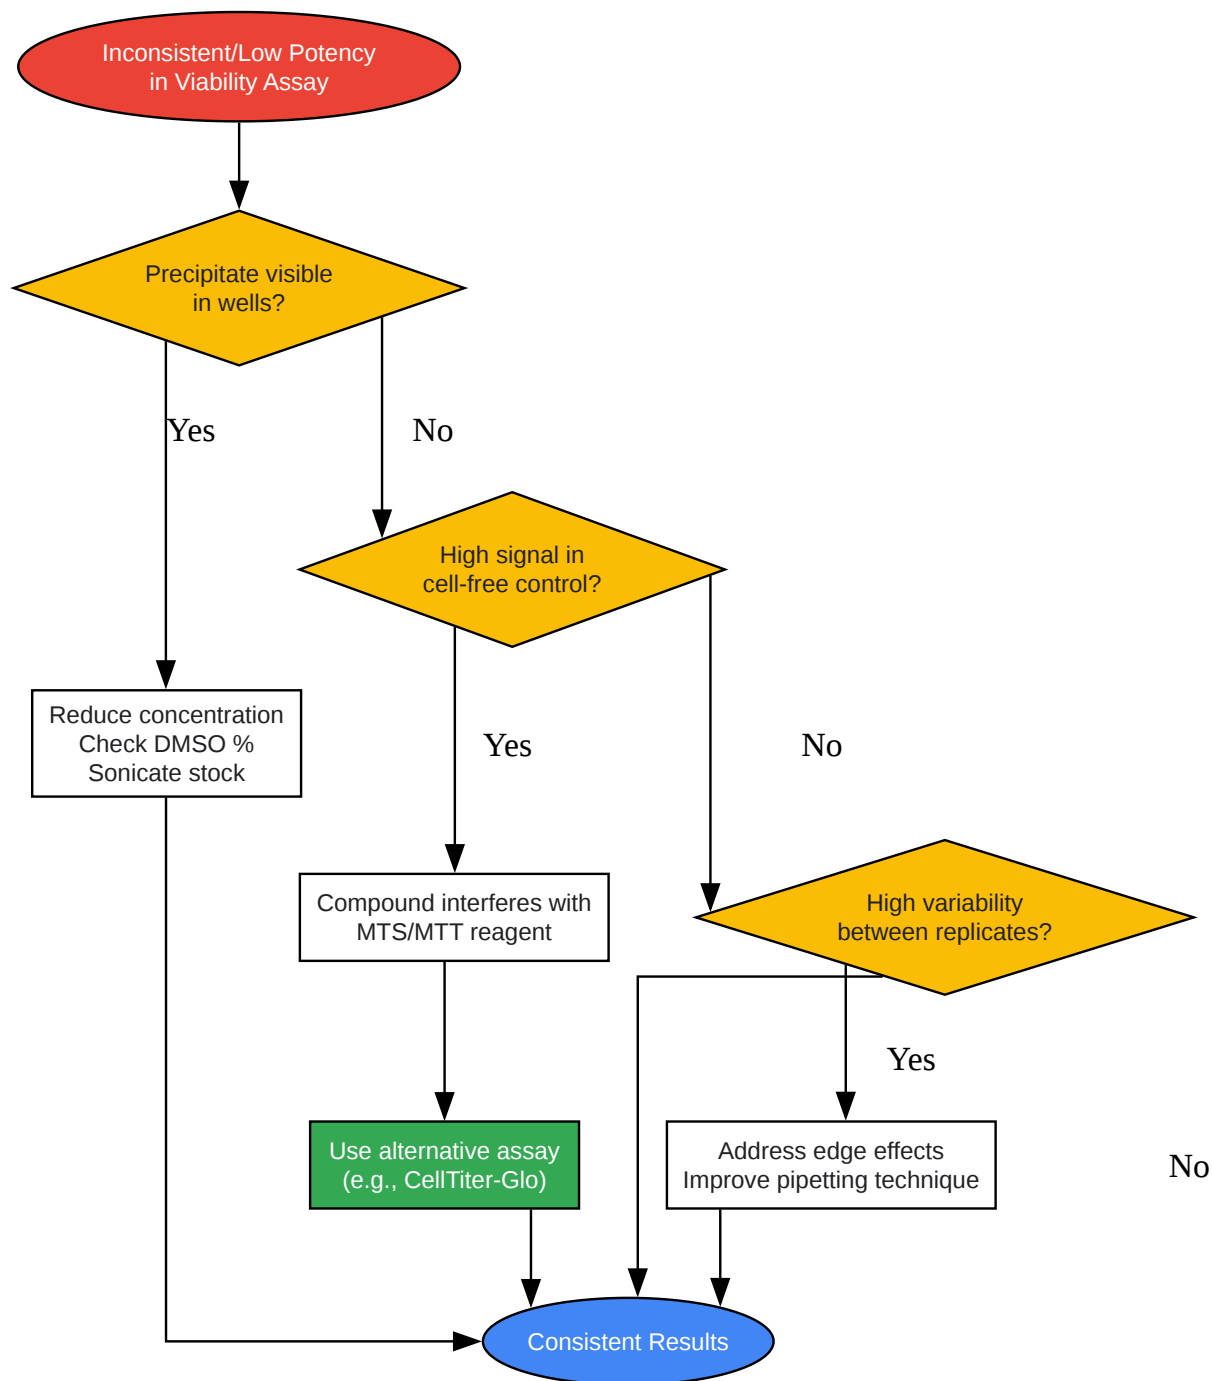 Inconsistent/Low Potency
in Viability Assay
Precipitate visible
in wells?
Yes
No
High signal in
cell-free control?
Reduce concentration
Check DMSO %
Sonicate stock
Yes
No
Compound interferes with
MTS/MTT reagent
High variability
between replicates?
Yes
Use alternative assay
(e.g., CellTiter-Glo)
Address edge effects
Improve pipetting technique
No
Consistent Results